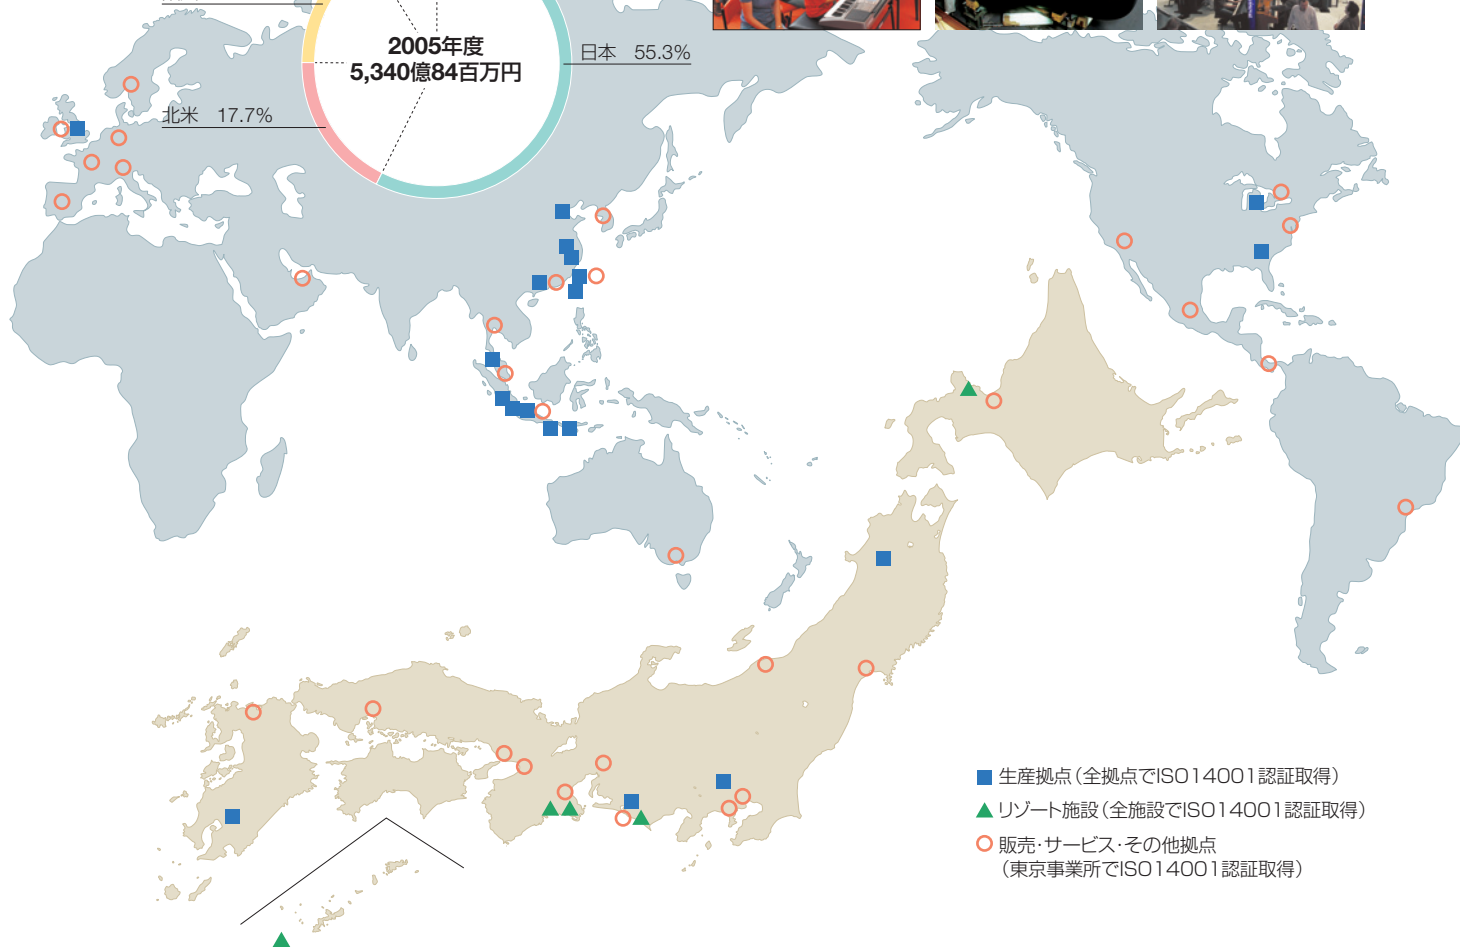 2005年度
5,340億84百万円
日本 55.3%
北米 17.7%
生産拠点(全拠点でISO14001認証取得)
リゾート施設(全施設でISO14001認証取得)
販売・サービス・その他拠点
(東京事業所でISO14001認証取得)